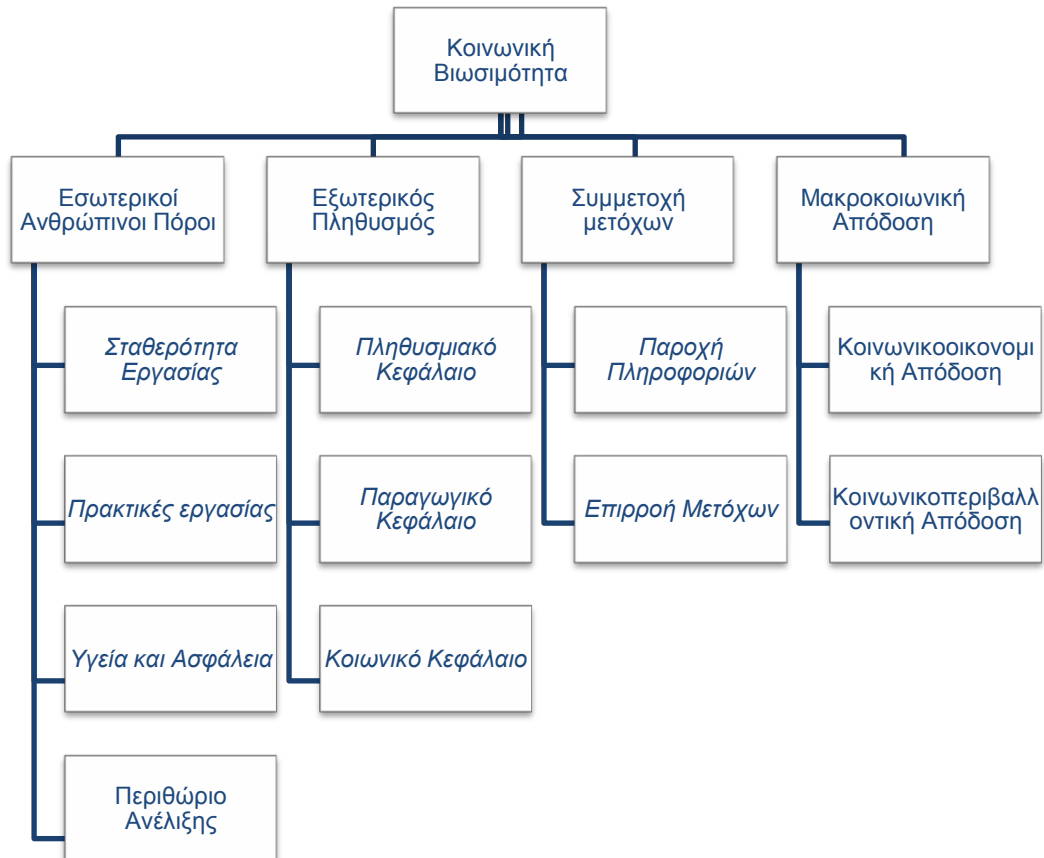 Κοινωνική
Βιωσιμότητα
Εσωτερικοί
Ανθρώπινοι Πόροι
Εξωτερικός
Πληθυσμός
Συμμετοχή
μετόχων
Μακροκοιωνική
Απόδοση
Σταθερότητα
Εργασίας
Πληθυσμιακό
Κεφάλαιο
Παροχή
Πληροφοριών
Κοινωνικοοικονομι
κή Απόδοση
Πρακτικές εργασίας
Παραγωγικό
Κεφάλαιο
Επιρροή Μετόχων
Κοινωνικοπεριβαλλ
οντική Απόδοση
Υγεία και Ασφάλεια
Κοιωνικό Κεφάλαιο
Περιθώριο
Ανέλιξης